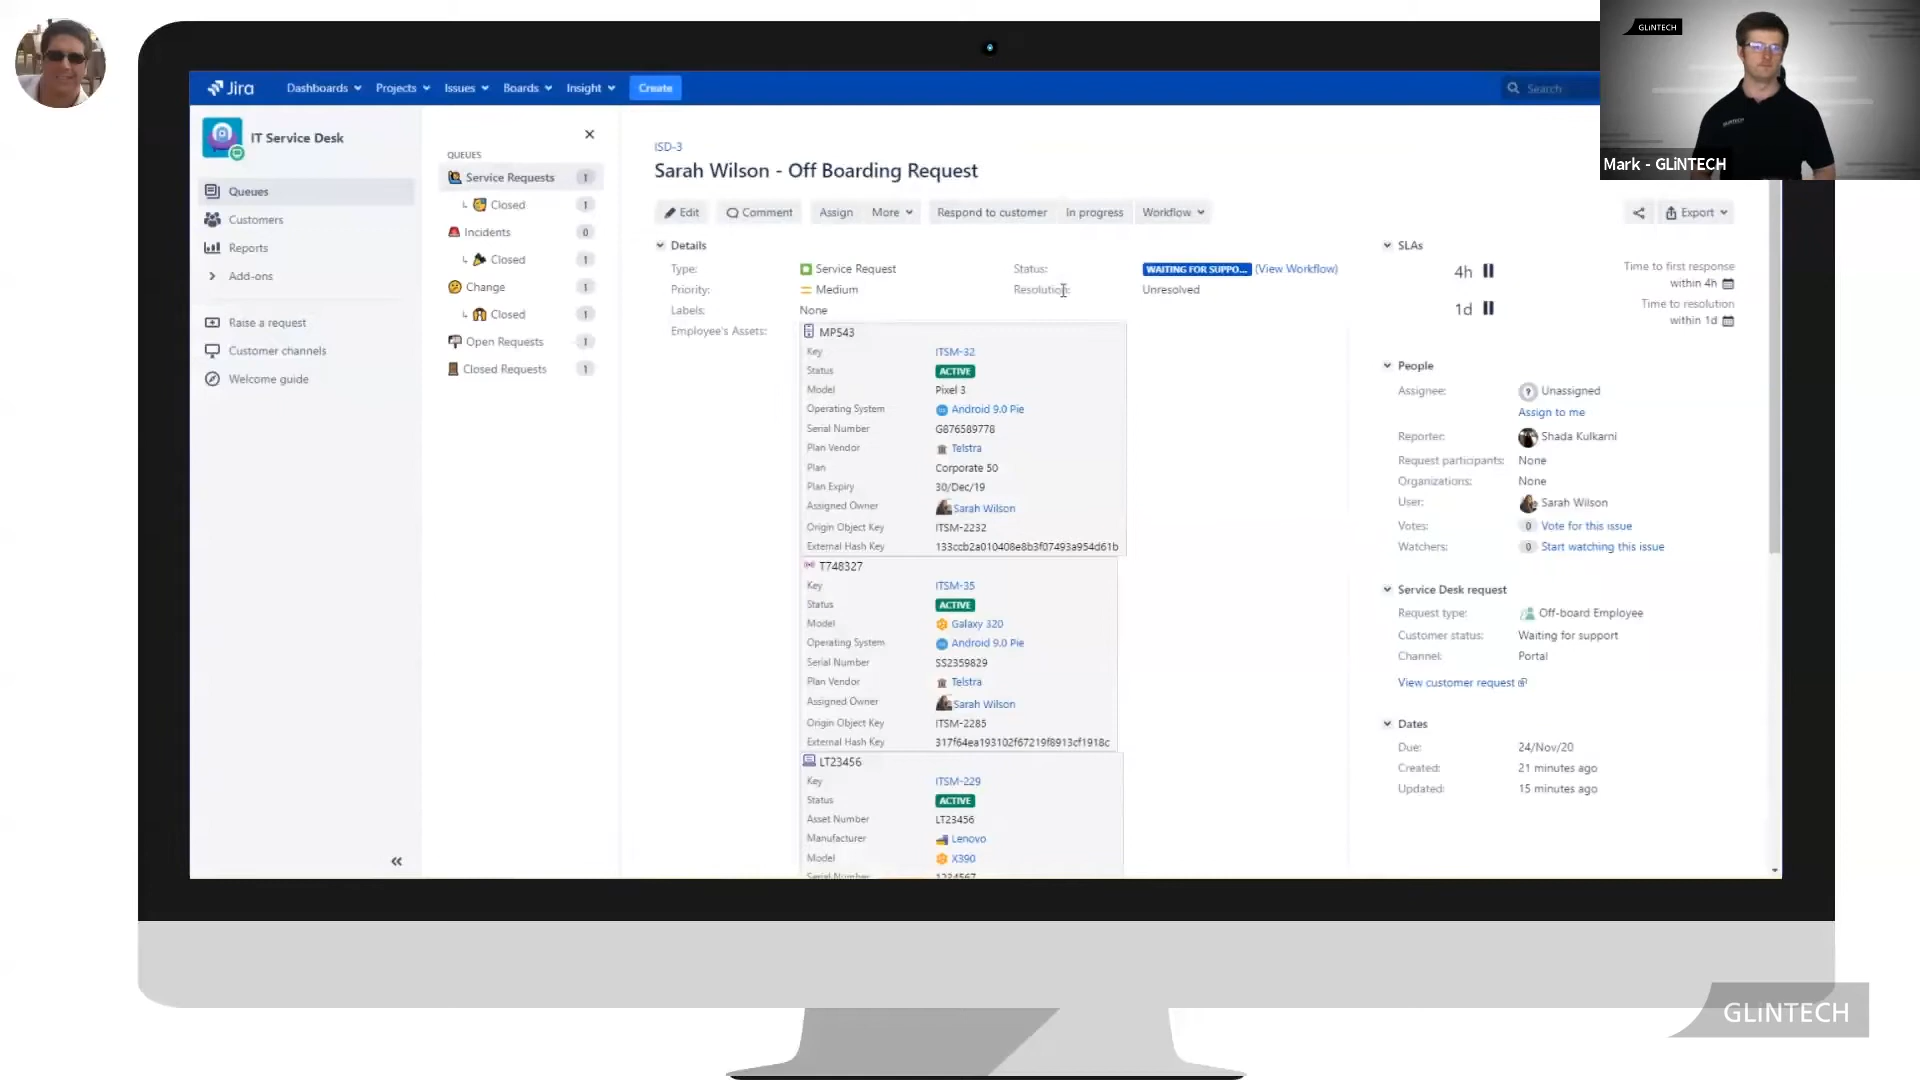 GLiNTECH
Mark - GLiNTECH
Jira
Dashboards
Projects
Issues
Boards
Insight
Create
Search
IT Service Desk
Queues
Customers
Reports
Add-ons
Raise a request
Customer channels
Welcome guide
QUEUES
Service Requests 1
Closed 1
Incidents 0
Closed 1
Change 1
Closed 1
Open Requests 1
Closed Requests 1
ISD-3
Sarah Wilson - Off Boarding Request
Edit
Comment
Assign
More
Respond to customer
In progress
Workflow
Export
Details
Type: Service Request
Status: WAITING FOR SUPPO... (View Workflow)
Priority: Medium
Resolution: Unresolved
Labels: None
Employee's Assets:
MP543
Key ITSM-32
Status ACTIVE
Model Pixel 3
Operating System Android 9.0 Pie
Serial Number G876589778
Plan Vendor Telstra
Plan Corporate 50
Plan Expiry 30/Dec/19
Assigned Owner Sarah Wilson
Origin Object Key ITSM-2232
External Hash Key 133ccb2a010408e8b3f07493a954d61b
T748327
Key ITSM-35
Status ACTIVE
Model Galaxy 320
Operating System Android 9.0 Pie
Serial Number SS2359829
Plan Vendor Telstra
Assigned Owner Sarah Wilson
Origin Object Key ITSM-2285
External Hash Key 317f64ea193102f67219f8913cf1918c
LT23456
Key ITSM-229
Status ACTIVE
Asset Number LT23456
Manufacturer Lenovo
Model X390
Serial Number 1234567
SLAs
4h
Time to first response
within 4h
1d
Time to resolution
within 1d
People
Assignee: Unassigned
Assign to me
Reporter: Shada Kulkarni
Request participants: None
Organizations: None
User: Sarah Wilson
Votes: 0 Vote for this issue
Watchers: 0 Start watching this issue
Service Desk request
Request type: Off-board Employee
Customer status: Waiting for support
Channel: Portal
View customer request
Dates
Due: 24/Nov/20
Created: 21 minutes ago
Updated: 15 minutes ago
GLiNTECH